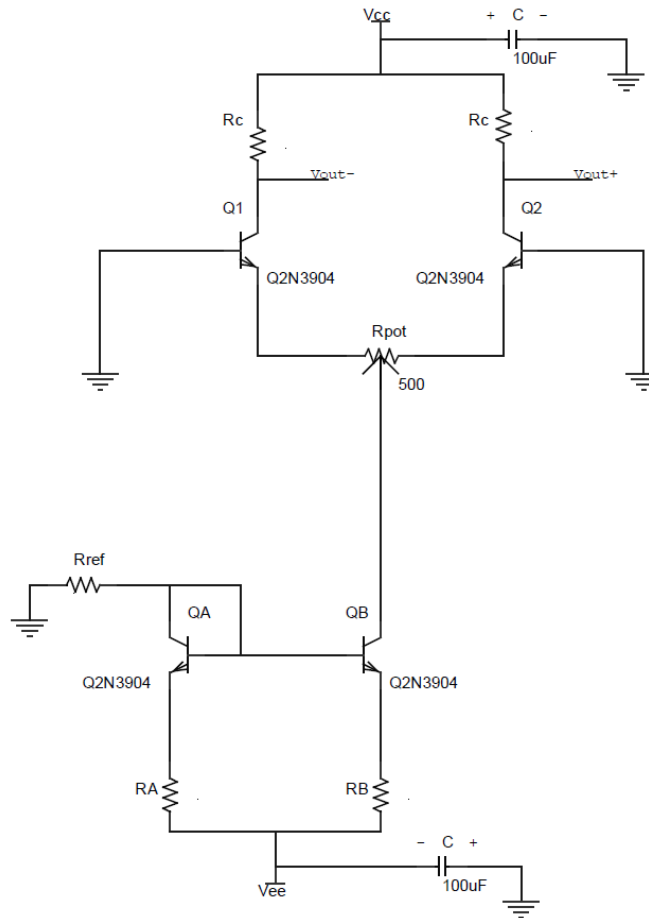 Vcc
+ C -
100uF
Rc
Rc
Vout-
Vout+
Q1
Q2
Q2N3904
Q2N3904
Rpot
500
Rref
QA
QB
Q2N3904
Q2N3904
RA
RB
- C +
100uF
Vee